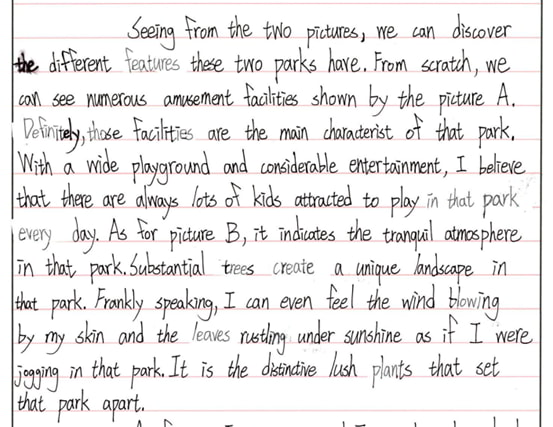 Seeing from the two pictures, we can discover
the different features these two parks have. From scratch, we
can see numerous amusement facilities shown by the picture A.
Definitely, those facilities are the main characterist of that park.
With a wide playground and considerable entertainment, I believe
that there are always lots of kids attracted to play in that park
every day. As for picture B, it indicates the tranquil atmosphere
in that park. Substantial trees create a unique landscape in
that park. Frankly speaking, I can even feel the wind blowing
by my skin and the leaves rustling under sunshine as if I were
jogging in that park. It is the distinctive lush plants that set
that park apart.